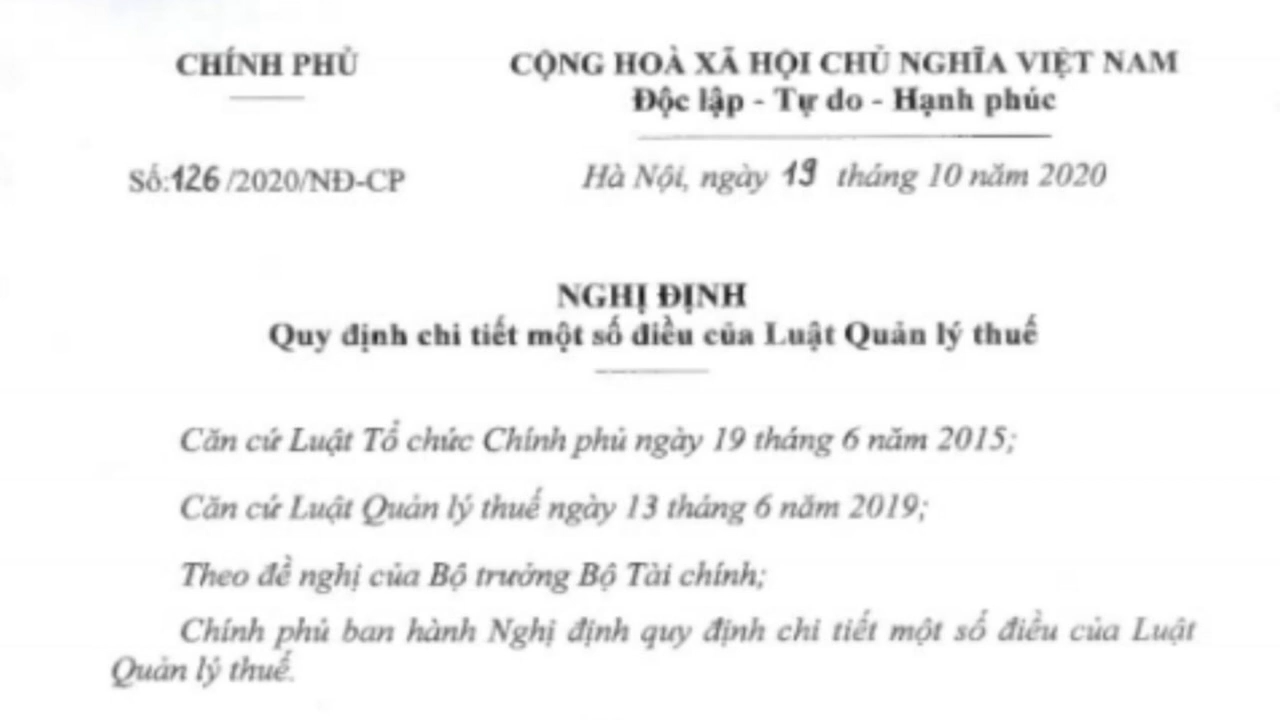 CHÍNH PHỦ
CỘNG HOÀ XÃ HỘI CHỦ NGHĨA VIỆT NAM
Độc lập - Tự do - Hạnh phúc
Số:126/2020/NĐ-CP
Hà Nội, ngày 19 tháng 10 năm 2020
NGHỊ ĐỊNH
Quy định chi tiết một số điều của Luật Quản lý thuế
Căn cứ Luật Tổ chức Chính phủ ngày 19 tháng 6 năm 2015;
Căn cứ Luật Quản lý thuế ngày 13 tháng 6 năm 2019;
Theo đề nghị của Bộ trưởng Bộ Tài chính;
Chính phủ ban hành Nghị định quy định chi tiết một số điều của Luật
Quản lý thuế.